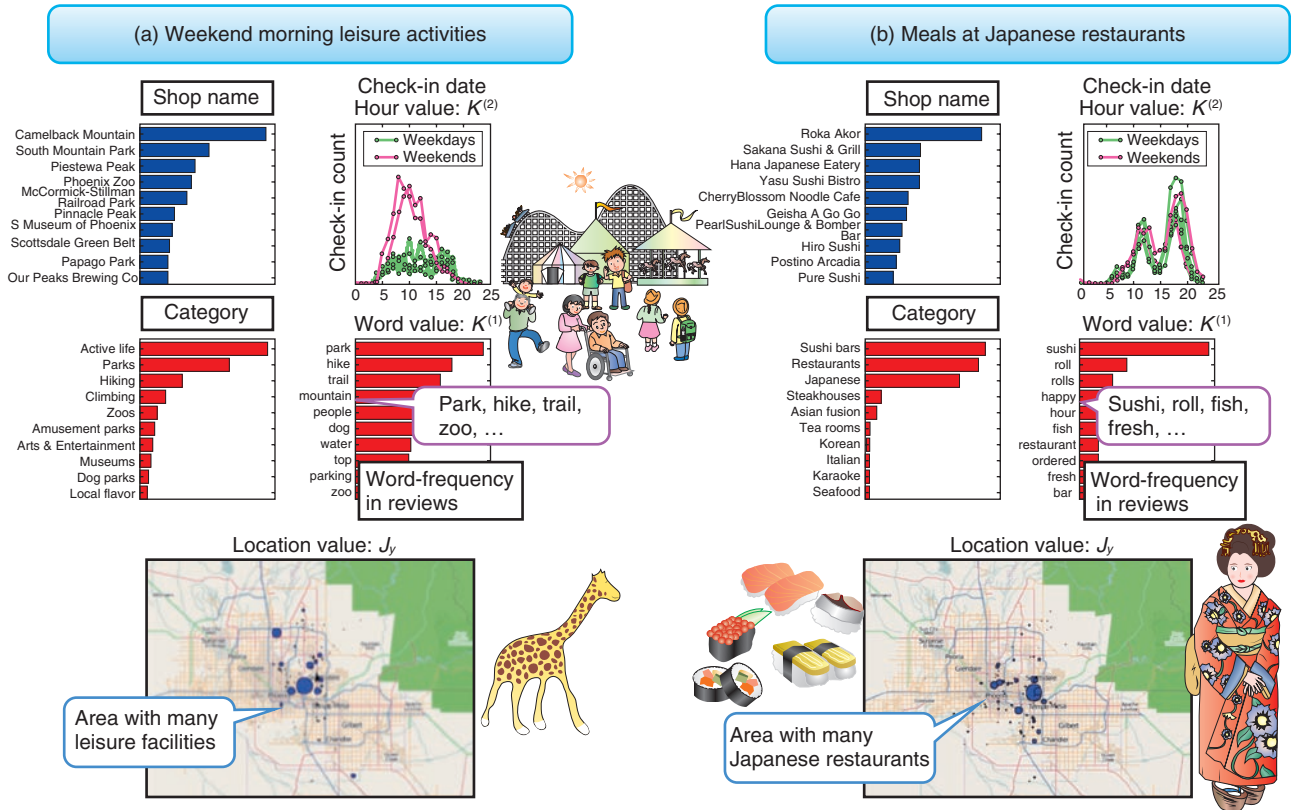 (a) Weekend morning leisure activities
Shop name
Camelback Mountain
South Mountain Park
Piestewa Peak
Phoenix Zoo
McCormick-Stillman
Railroad Park
Pinnacle Peak
S Museum of Phoenix
Scottsdale Green Belt
Papago Park
Our Peaks Brewing Co
Check-in date
Hour value: K(2)
Check-in count
Weekdays
Weekends
0 5 10 15 20 25
Category
Active life
Parks
Hiking
Climbing
Zoos
Amusement parks
Arts & Entertainment
Museums
Dog parks
Local flavor
Word value: K(1)
park
hike
trail
mountain
people
dog
water
top
parking
zoo
Park, hike, trail,
zoo, …
Word-frequency
in reviews
Location value: Jy
Peoria
Glendale
Gilbert
Chandler
Area with many
leisure facilities
(b) Meals at Japanese restaurants
Shop name
Roka Akor
Sakana Sushi & Grill
Hana Japanese Eatery
Yasu Sushi Bistro
CherryBlossom Noodle Cafe
Geisha A Go Go
PearlSushiLounge & Bomber
Bar
Hiro Sushi
Postino Arcadia
Pure Sushi
Check-in date
Hour value: K(2)
Check-in count
Weekdays
Weekends
0 5 10 15 20 25
Category
Sushi bars
Restaurants
Japanese
Steakhouses
Asian fusion
Tea rooms
Korean
Italian
Karaoke
Seafood
Word value: K(1)
sushi
roll
rolls
happy
hour
fish
restaurant
ordered
fresh
bar
Sushi, roll, fish,
fresh, …
Word-frequency
in reviews
Location value: Jy
Peoria
Glendale
Gilbert
Chandler
Area with many
Japanese restaurants